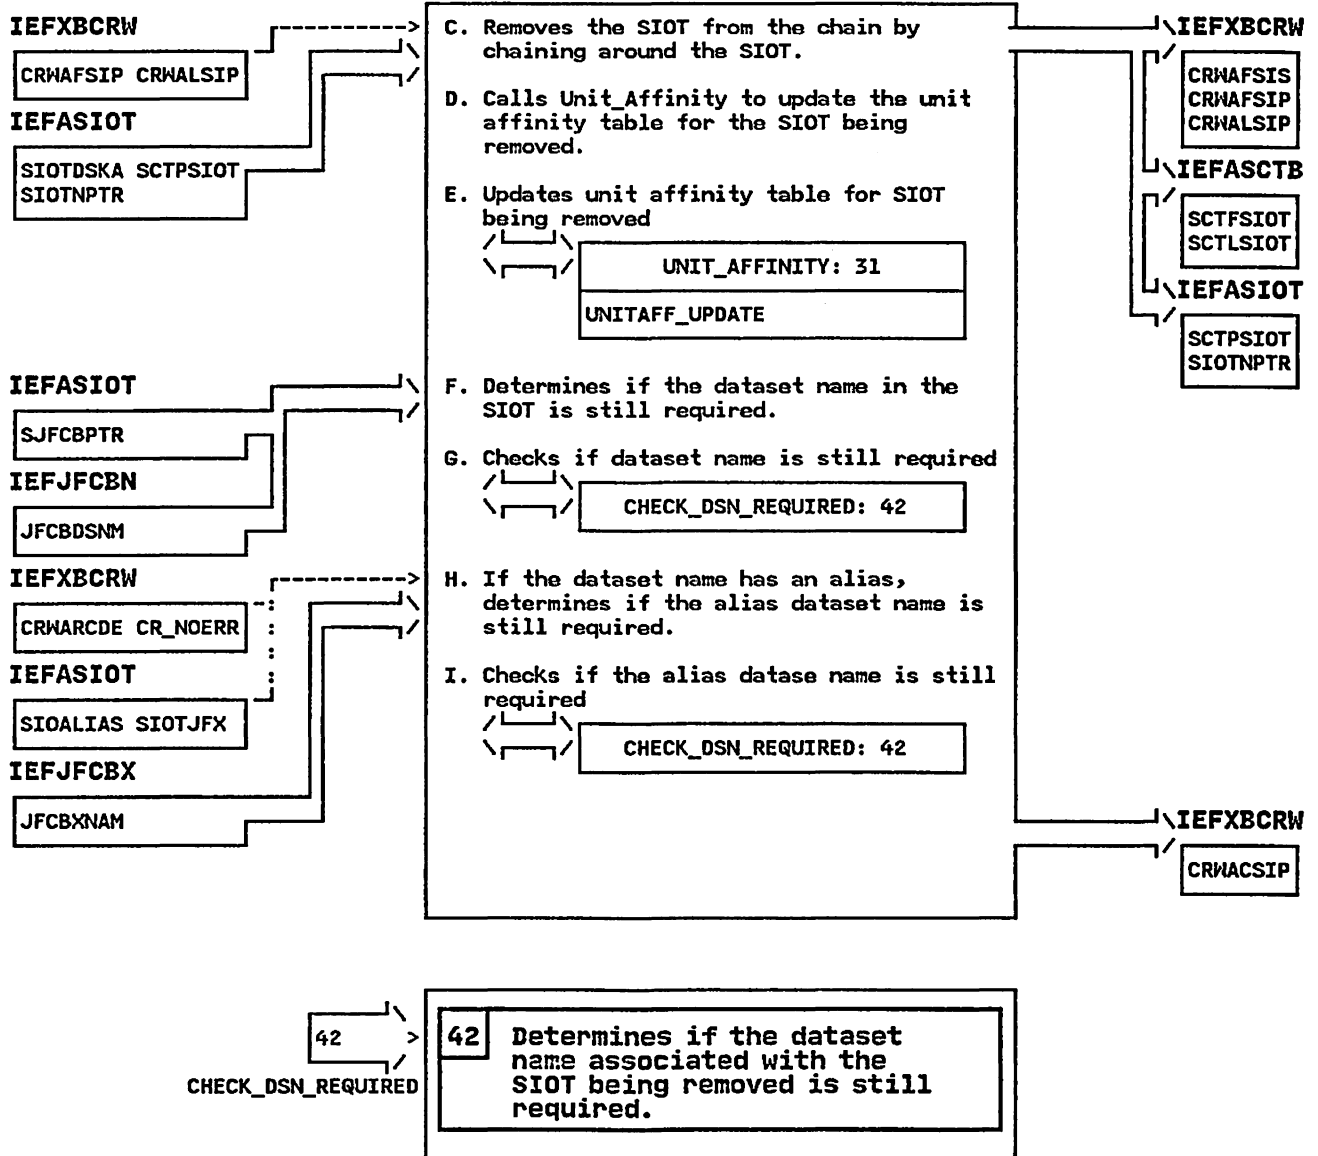 IEFXBCRW
CRWAFSIP CRWALSIP
IEFASIOT
SIOTDSKA SCTPSIOT
SIOTNPTR
C. Removes the SIOT from the chain by
chaining around the SIOT.
D. Calls Unit_Affinity to update the unit
affinity table for the SIOT being
removed.
E. Updates unit affinity table for SIOT
being removed
UNIT_AFFINITY: 31
UNITAFF_UPDATE
IEFXBCRW
CRWAFSIS
CRWAFSIP
CRWALSIP
IEFASCTB
SCTFSIOT
SCTLSIOT
IEFASIOT
SCTPSIOT
SIOTNPTR
IEFASIOT
SJFCBPTR
IEFJFCBN
JFCBDSNM
F. Determines if the dataset name in the
SIOT is still required.
G. Checks if dataset name is still required
CHECK_DSN_REQUIRED: 42
IEFXBCRW
CRWARCDE CR_NOERR
IEFASIOT
SIOALIAS SIOTJFX
IEFJFCBX
JFCBXNAM
H. If the dataset name has an alias,
determines if the alias dataset name is
still required.
I. Checks if the alias datase name is still
required
CHECK_DSN_REQUIRED: 42
IEFXBCRW
CRWACSIP
42
CHECK_DSN_REQUIRED
42 Determines if the dataset
name associated with the
SIOT being removed is still
required.